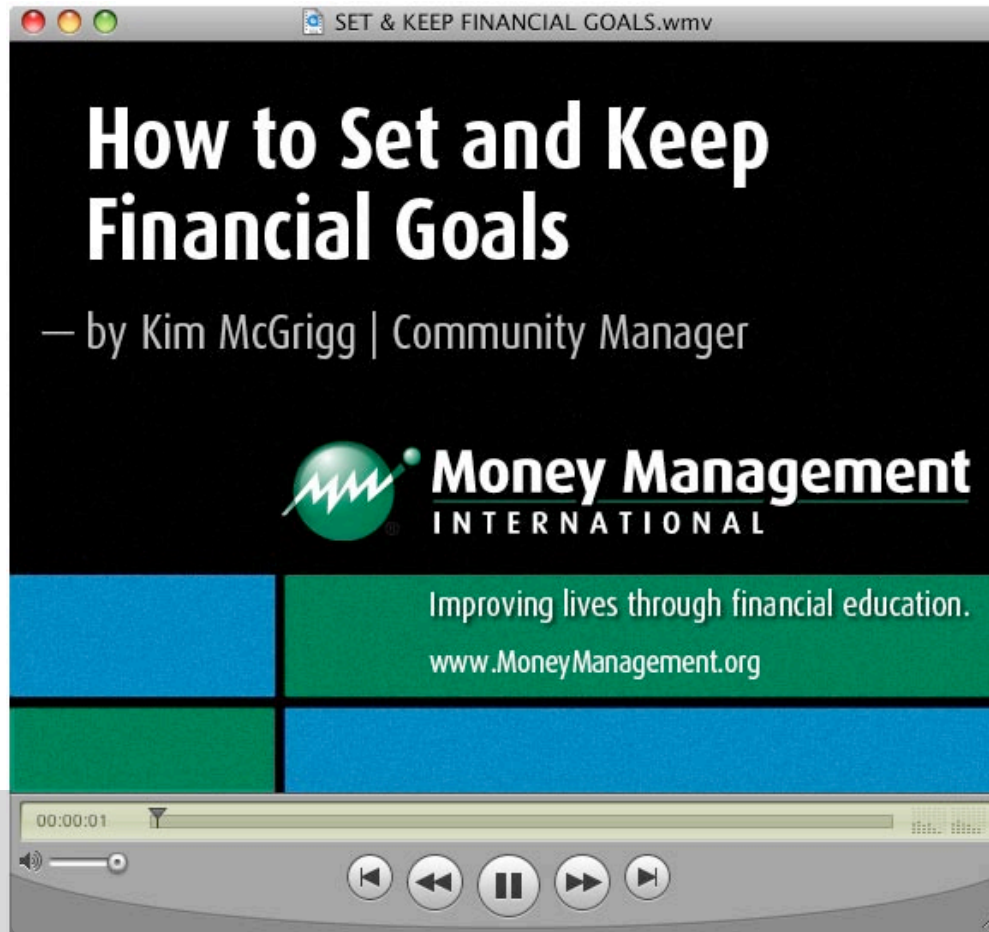 SET & KEEP FINANCIAL GOALS.wmv
How to Set and Keep
Financial Goals
— by Kim McGrigg | Community Manager
Money Management
INTERNATIONAL
®
Improving lives through financial education.
www.MoneyManagement.org
00:00:01